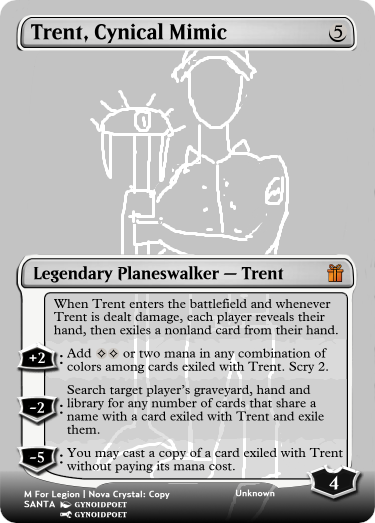 Trent, Cynical Mimic 5
Legendary Planeswalker — Trent
When Trent enters the battlefield and whenever
Trent is dealt damage, each player reveals their
hand, then exiles a nonland card from their hand.
+2: Add ◇◇ or two mana in any combination of
colors among cards exiled with Trent. Scry 2.
-2: Search target player's graveyard, hand and
library for any number of cards that share a
name with a card exiled with Trent and exile
them.
-5: You may cast a copy of a card exiled with Trent
without paying its mana cost.
4
M For Legion | Nova Crystal: Copy Unknown
SANTA GYNOIDPOET
GYNOIDPOET